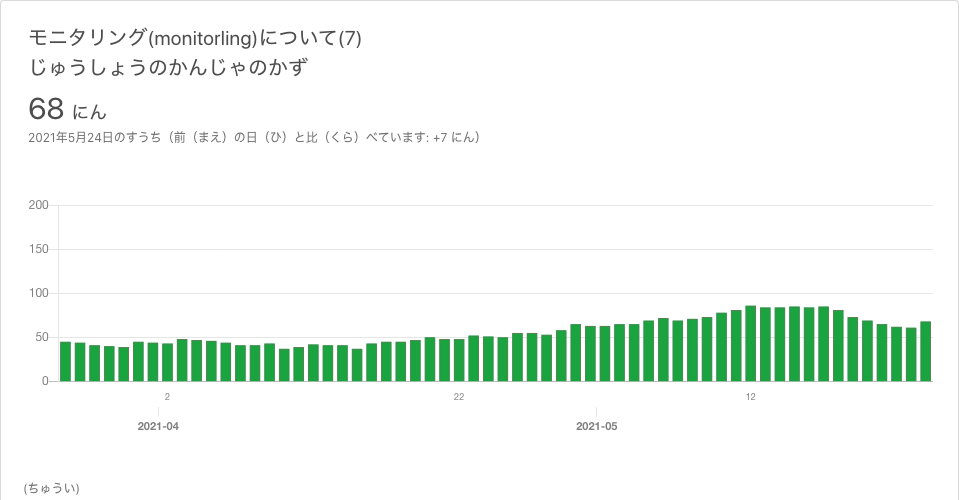 モニタリング(monitorling)について(7)
じゅうしょうのかんじゃのかず
68 にん
2021年5月24日のすうち（前（まえ）の日（ひ）と比（くら）べています: +7 にん）
200
150
100
50
0
2 22 12
2021-04 2021-05
(ちゅうい)